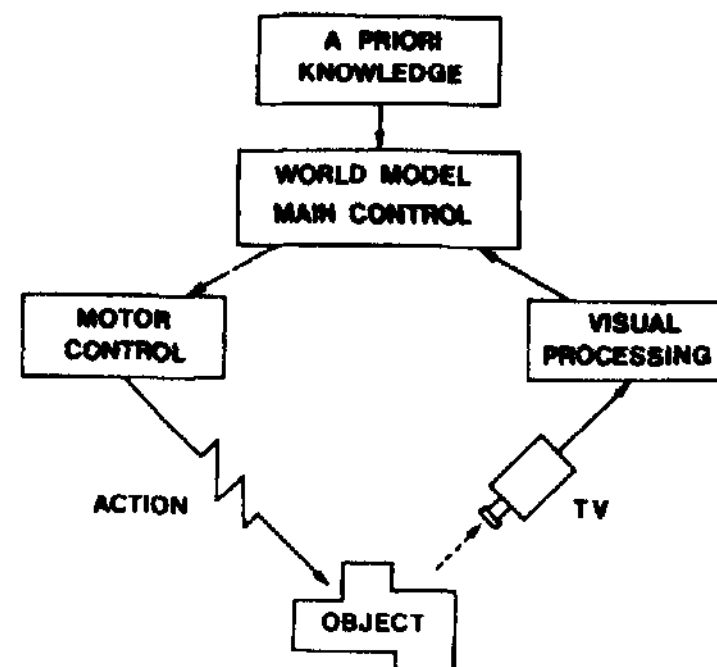 A PRIORI
KNOWLEDGE
WORLD MODEL
MAIN CONTROL
MOTOR
CONTROL
VISUAL
PROCESSING
ACTION
TV
OBJECT